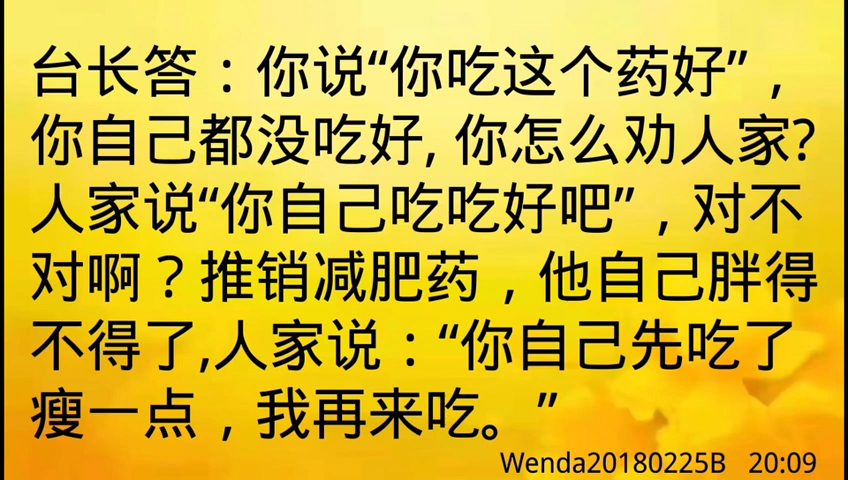 台长答：你说“你吃这个药好”，
你自己都没吃好, 你怎么劝人家?
人家说“你自己吃吃好吧”，对不
对啊？推销减肥药，他自己胖得
不得了,人家说：“你自己先吃了
瘦一点，我再来吃。”
Wenda20180225B 20:09